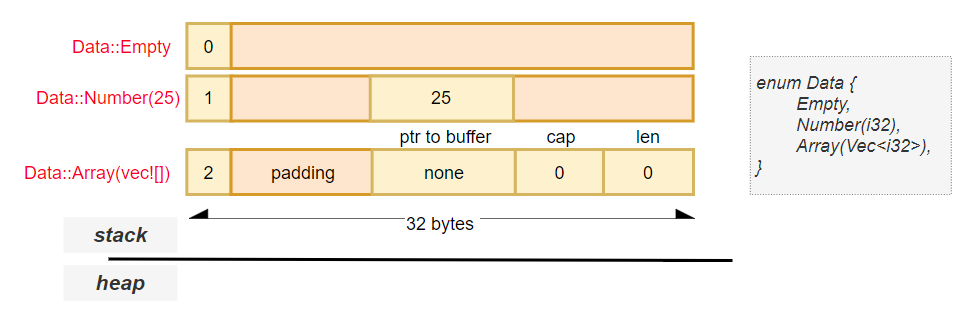 Data::Empty
0
Data::Number(25)
1
25
ptr to buffer
cap
len
Data::Array(vec![])
2
padding
none
0
0
32 bytes
stack
heap
enum Data {
Empty,
Number(i32),
Array(Vec<i32>),
}